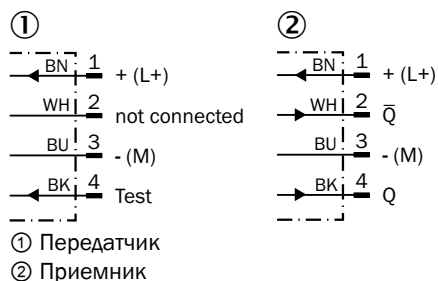 ① ②
BN 1 + (L+)
WH 2 not connected
BU 3 - (M)
BK 4 Test
BN 1 + (L+)
WH 2 Q̅
BU 3 - (M)
BK 4 Q
① Передатчик
② Приемник